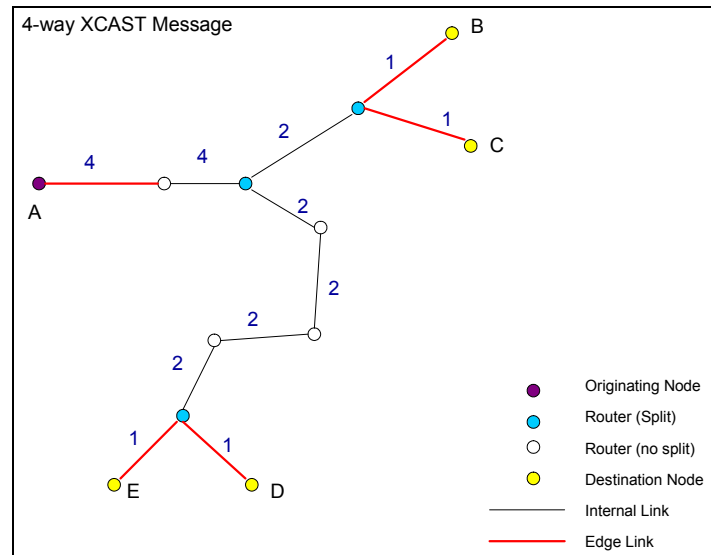 4-way XCAST Message
B
1
2
1
C
4
4
A
2
2
2
2
1
1
E
D
Originating Node
Router (Split)
Router (no split)
Destination Node
Internal Link
Edge Link